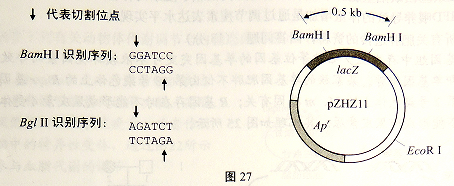 ↓ 代表切割位点
BamH I 识别序列: GGATCC
CCTAGG
Bgl II 识别序列: AGATCT
TCTAGA
0.5 kb
BamH I
BamH I
lacZ
pZHZ11
Apʳ
EcoR I
图 27